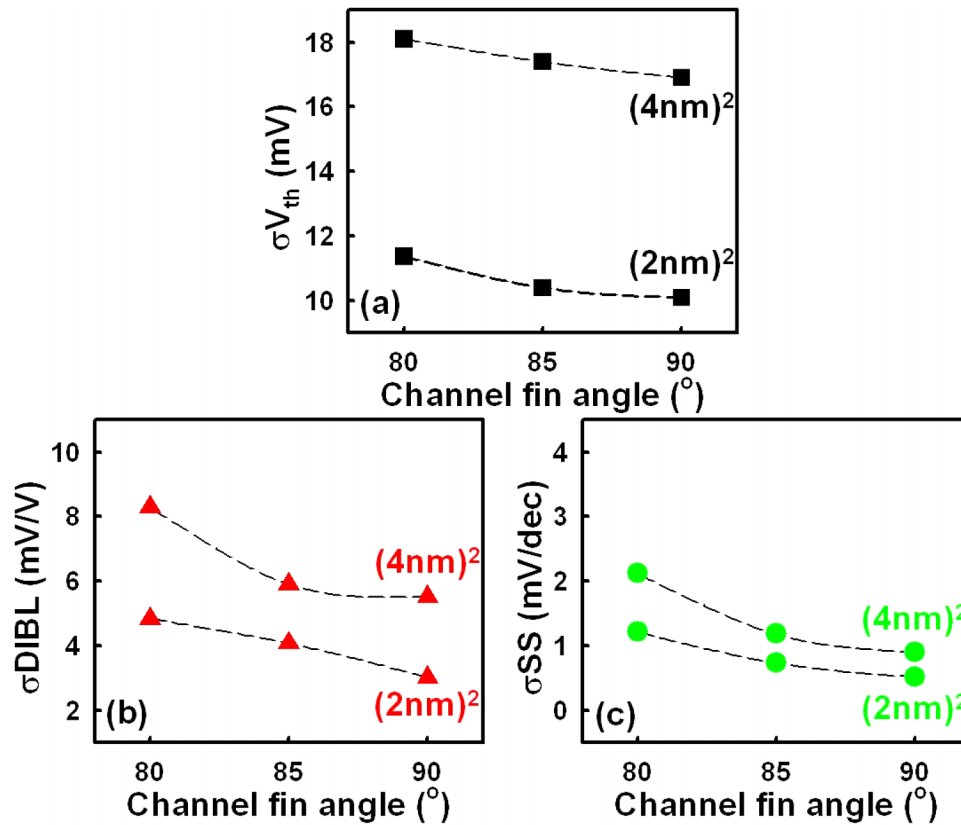 σVth (mV)
18
16
14
12
10
(4nm)2
(2nm)2
(a)
80 85 90
Channel fin angle (o)
σDIBL (mV/V)
10
8
6
4
2
(4nm)2
(2nm)2
(b)
80 85 90
Channel fin angle (o)
σSS (mV/dec)
4
3
2
1
0
(4nm)2
(2nm)2
(c)
80 85 90
Channel fin angle (o)